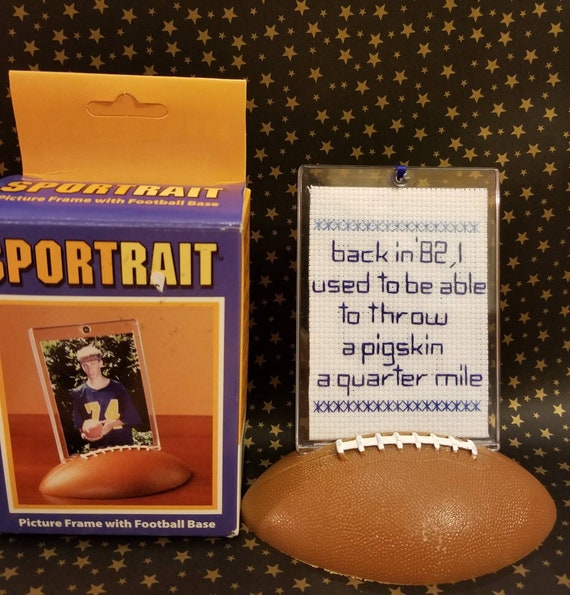 SPORTRAIT
Picture Frame with Football Base
SPORTRAIT
24
Picture Frame with Football Base
back in '82, I
used to be able
to throw
a pigskin
a quarter mile